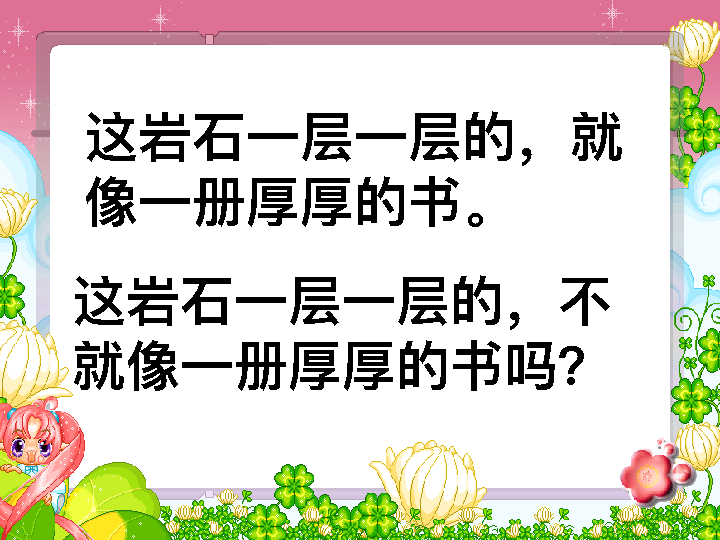 这岩石一层一层的，就
像一册厚厚的书。
这岩石一层一层的，不
就像一册厚厚的书吗？